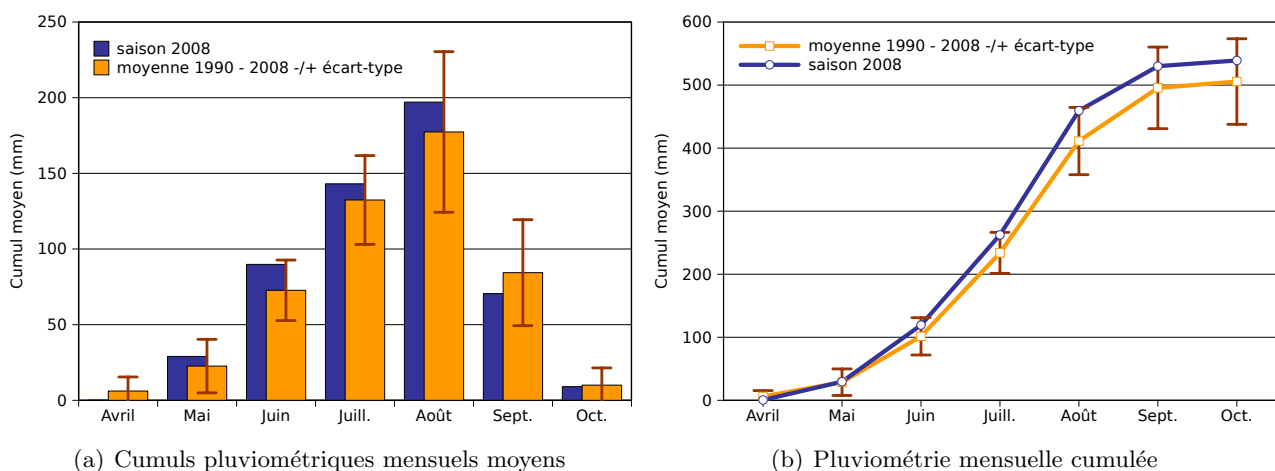 250
200
150
100
50
0
Cumul moyen (mm)
saison 2008
moyenne 1990 - 2008 -/+ écart-type
Avril Mai Juin Juill. Août Sept. Oct.
(a) Cumuls pluviométriques mensuels moyens
600
500
400
300
200
100
0
Cumul moyen (mm)
moyenne 1990 - 2008 -/+ écart-type
saison 2008
Avril Mai Juin Juill. Août Sept. Oct.
(b) Pluviométrie mensuelle cumulée